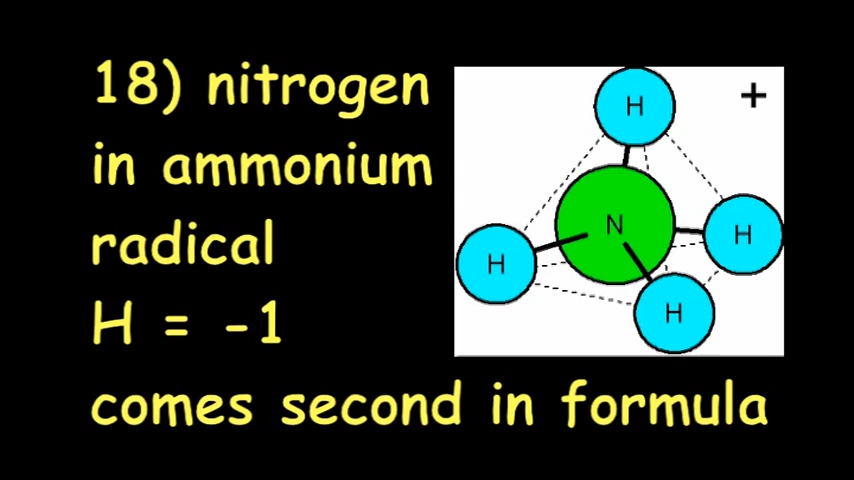 18) nitrogen
in ammonium
radical
H = -1
comes second in formula
+
H
N
H
H
H